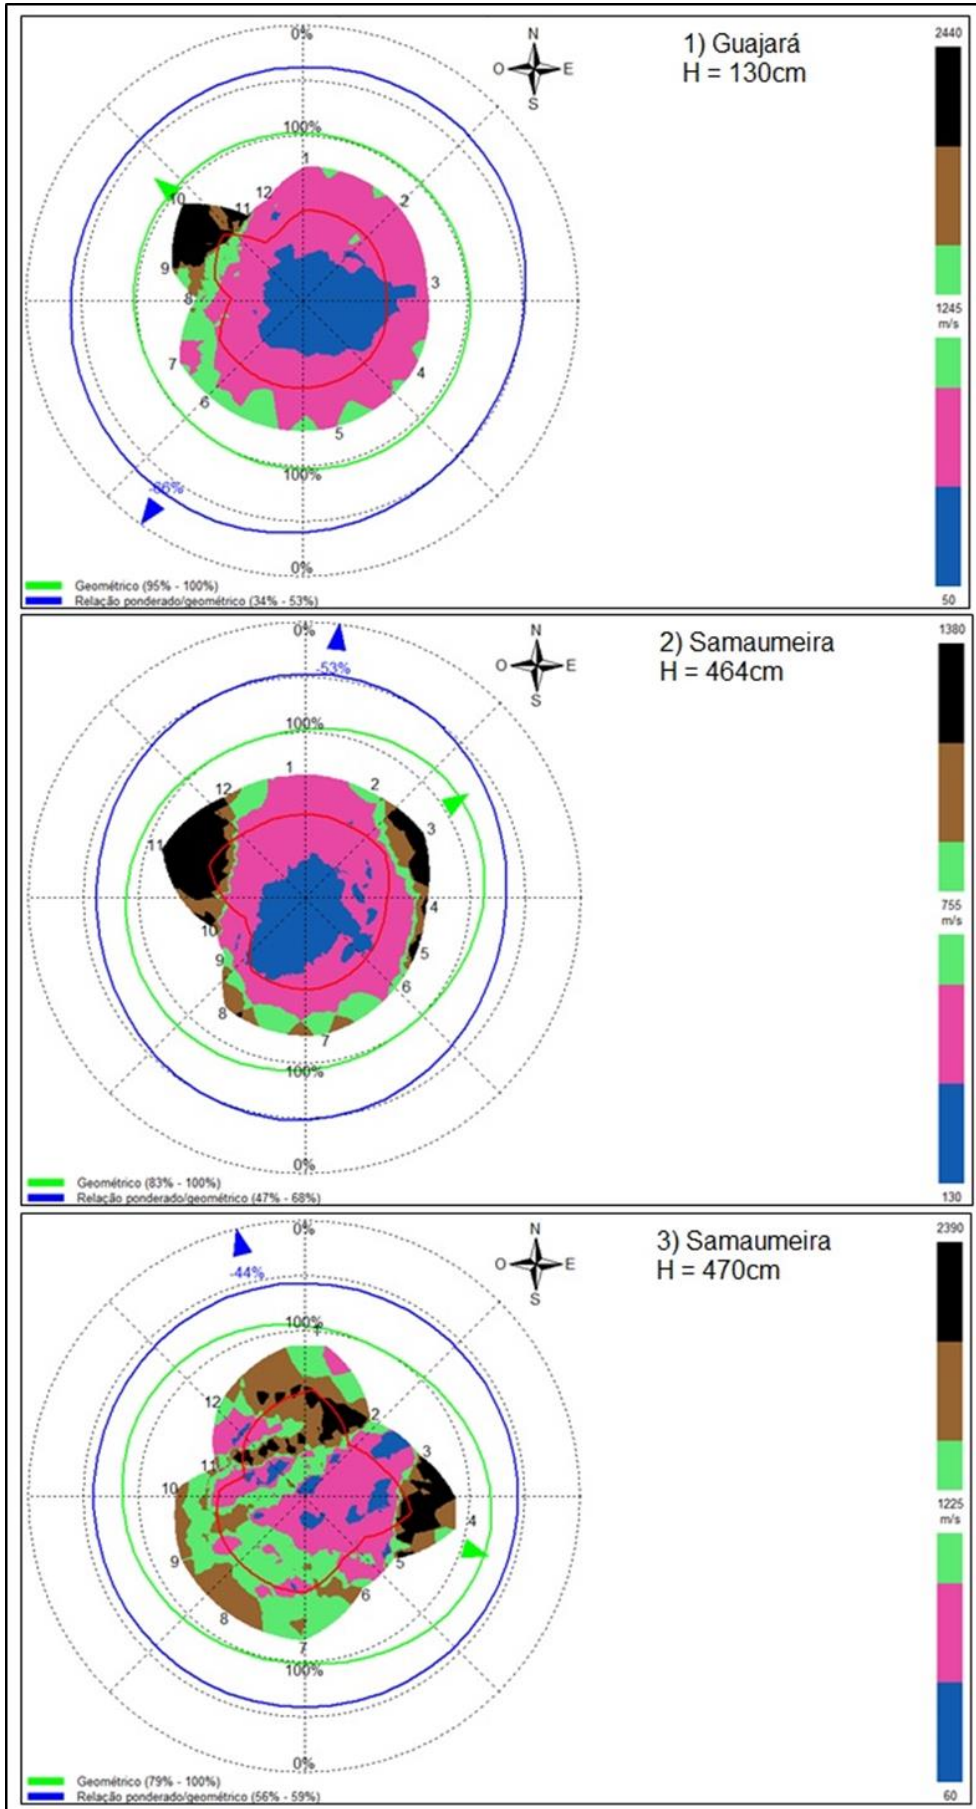 0%
N
1) Guajará
2440
O
E
H = 130cm
S
100%
1
10
12
2
11
9
3
8
1245
m/s
7
4
6
5
100%
-66%
0%
Geométrico (95% - 100%)
Relação ponderado/geométrico (34% - 53%)
50
0%
N
2) Samaumeira
1380
-53%
O
E
H = 464cm
S
100%
1
12
2
3
11
4
755
m/s
10
5
9
6
8
7
100%
0%
Geométrico (83% - 100%)
Relação ponderado/geométrico (47% - 68%)
130
0%
N
3) Samaumeira
2390
-44%
O
E
H = 470cm
S
100%
1
12
2
3
11
10
4
1225
m/s
9
5
6
8
7
100%
0%
Geométrico (79% - 100%)
Relação ponderado/geométrico (56% - 59%)
60